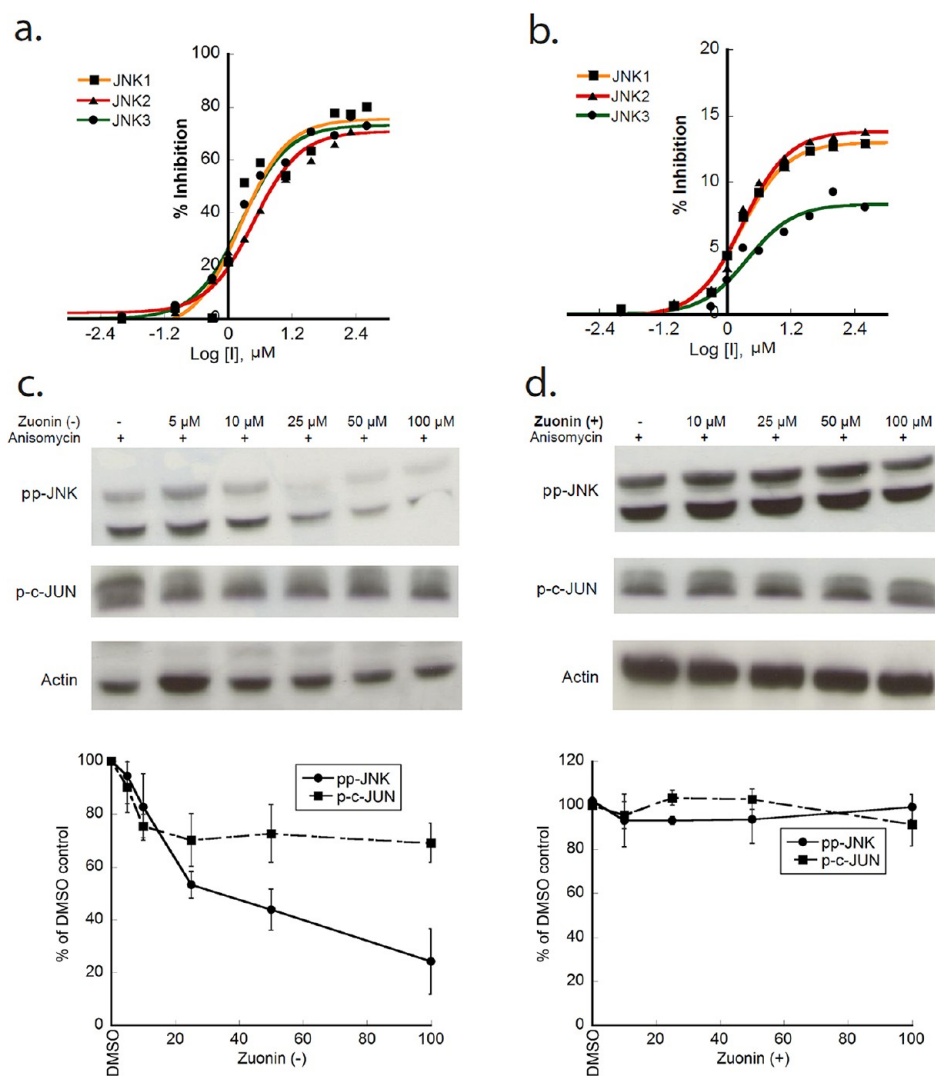 a.
100
80
60
40
20
0
% Inhibition
JNK1
JNK2
JNK3
-2.4 -1.2 0 1.2 2.4
Log [I], µM
b.
20
15
10
5
0
% Inhibition
JNK1
JNK2
JNK3
-2.4 -1.2 0 1.2 2.4
Log [I], µM
c.
Zuonin (-) - 5 µM 10 µM 25 µM 50 µM 100 µM
Anisomycin + + + + + +
pp-JNK
p-c-JUN
Actin
d.
Zuonin (+) - 10 µM 25 µM 50 µM 100 µM
Anisomycin + + + + +
pp-JNK
p-c-JUN
Actin
100
80
60
40
20
0
% of DMSO control
pp-JNK
p-c-JUN
DMSO 20 40 60 80 100
Zuonin (-)
120
100
80
60
40
20
0
% of DMSO control
pp-JNK
p-c-JUN
DMSO 20 40 60 80 100
Zuonin (+)